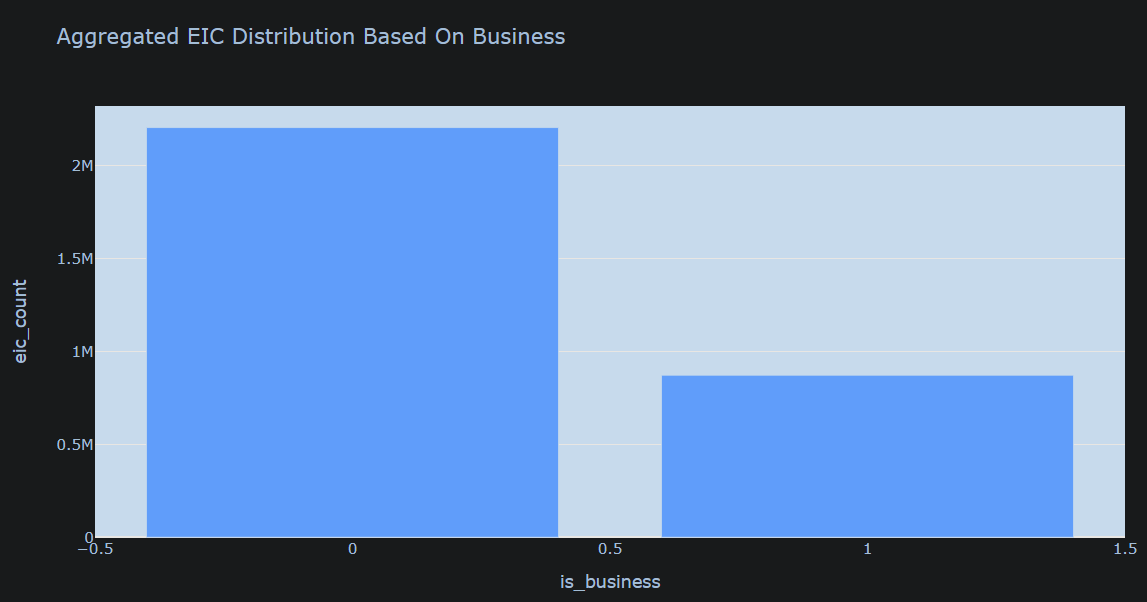 Aggregated EIC Distribution Based On Business
eic_count
2M
1.5M
1M
0.5M
0
−0.5
0
0.5
1
1.5
is_business